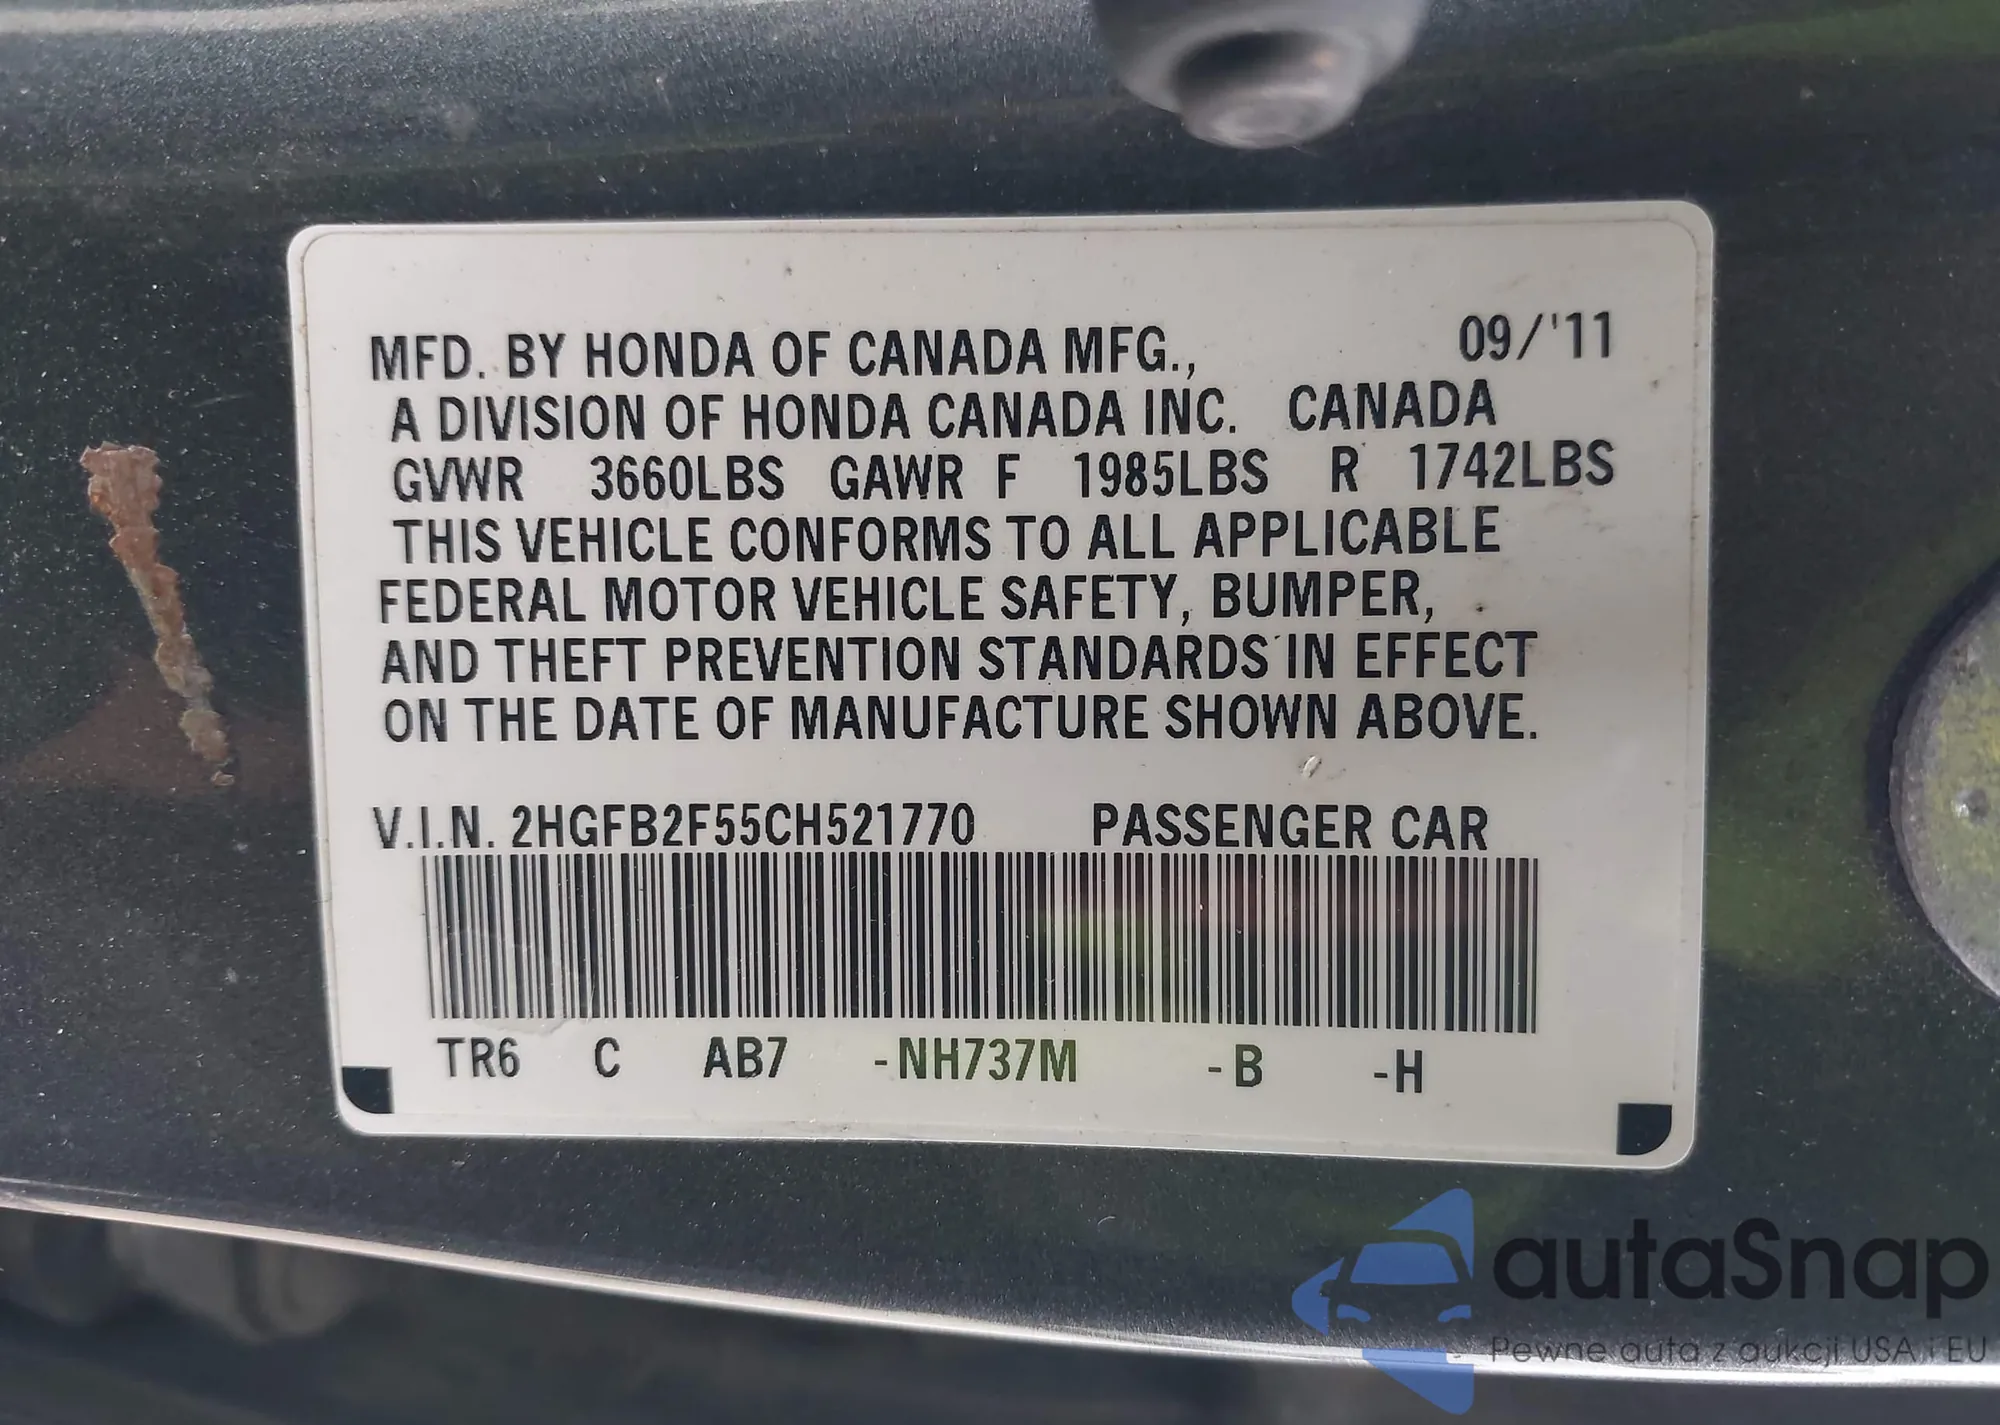 MFD. BY HONDA OF CANADA MFG., 09/'11
A DIVISION OF HONDA CANADA INC. CANADA
GVWR 3660LBS GAWR F 1985LBS R 1742LBS
THIS VEHICLE CONFORMS TO ALL APPLICABLE
FEDERAL MOTOR VEHICLE SAFETY, BUMPER,
AND THEFT PREVENTION STANDARDS IN EFFECT
ON THE DATE OF MANUFACTURE SHOWN ABOVE.
V.I.N. 2HGFB2F55CH521770 PASSENGER CAR
TR6 C AB7 -NH737M -B -H
autaSnap
Pewne auta z aukcji USA i EU